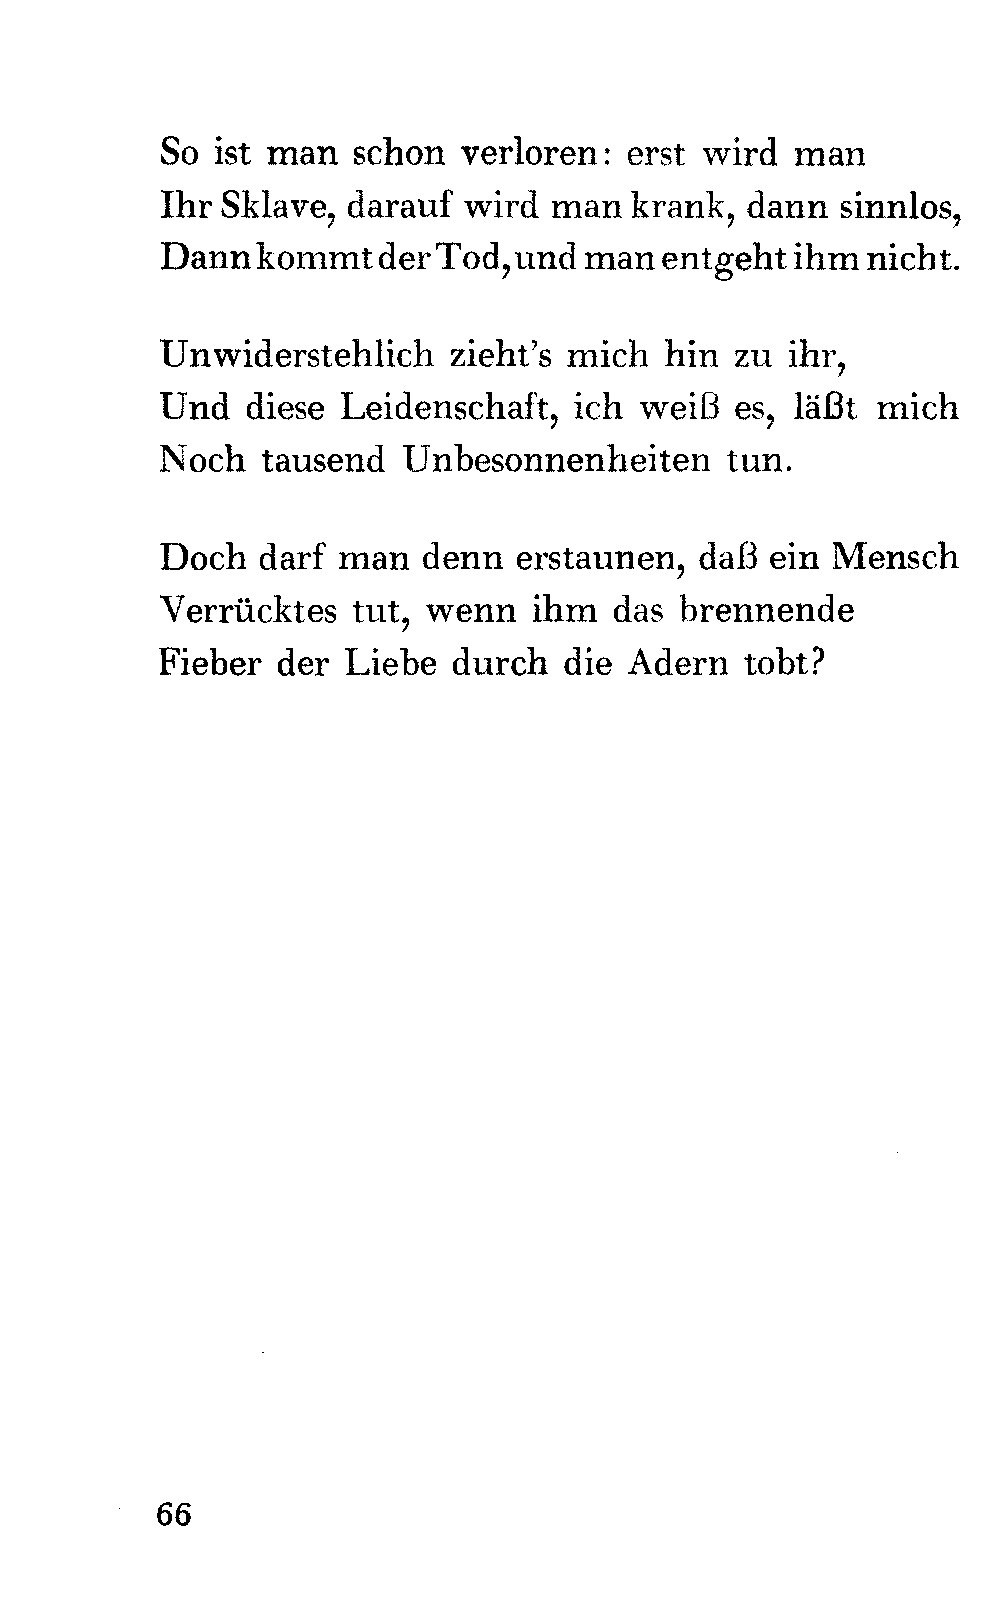 So ist man schon verloren: erst wird man
Ihr Sklave, darauf wird man krank, dann sinnlos,
Dann kommt der Tod, und man entgeht ihm nicht.
Unwiderstehlich zieht's mich hin zu ihr,
Und diese Leidenschaft, ich weiß es, läßt mich
Noch tausend Unbesonnenheiten tun.
Doch darf man denn erstaunen, daß ein Mensch
Verrücktes tut, wenn ihm das brennende
Fieber der Liebe durch die Adern tobt?
66